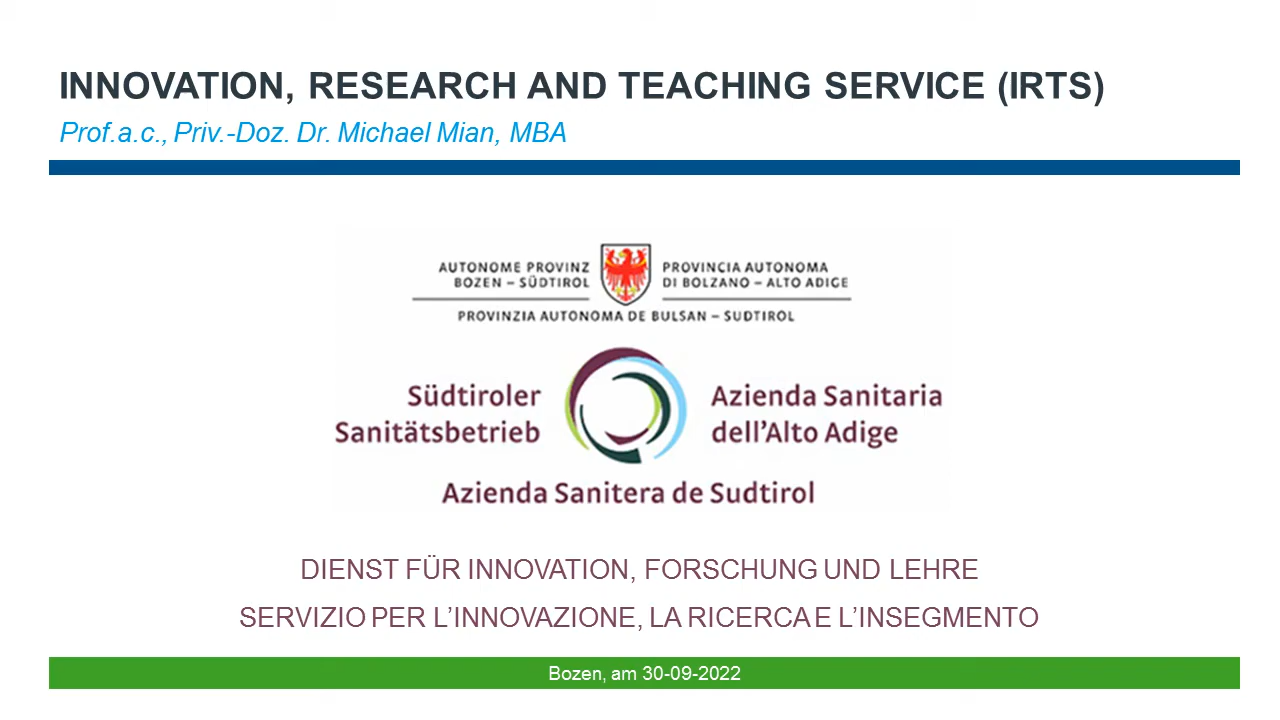 INNOVATION, RESEARCH AND TEACHING SERVICE (IRTS)
Prof.a.c., Priv.-Doz. Dr. Michael Mian, MBA
AUTONOME PROVINZ
BOZEN – SÜDTIROL
PROVINCIA AUTONOMA
DI BOLZANO – ALTO ADIGE
PROVINZIA AUTONOMA DE BULSAN – SUDTIROL
Südtiroler
Sanitätsbetrieb
Azienda Sanitaria
dell’Alto Adige
Azienda Sanitera de Sudtirol
DIENST FÜR INNOVATION, FORSCHUNG UND LEHRE
SERVIZIO PER L’INNOVAZIONE, LA RICERCA E L’INSEGMENTO
Bozen, am 30-09-2022